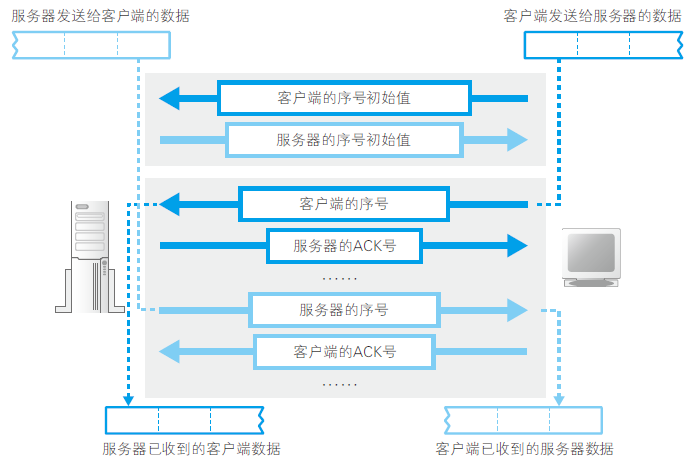 服务器发送给客户端的数据
客户端发送给服务器的数据
客户端的序号初始值
服务器的序号初始值
客户端的序号
服务器的ACK号
······
服务器的序号
客户端的ACK号
······
服务器已收到的客户端数据
客户端已收到的服务器数据